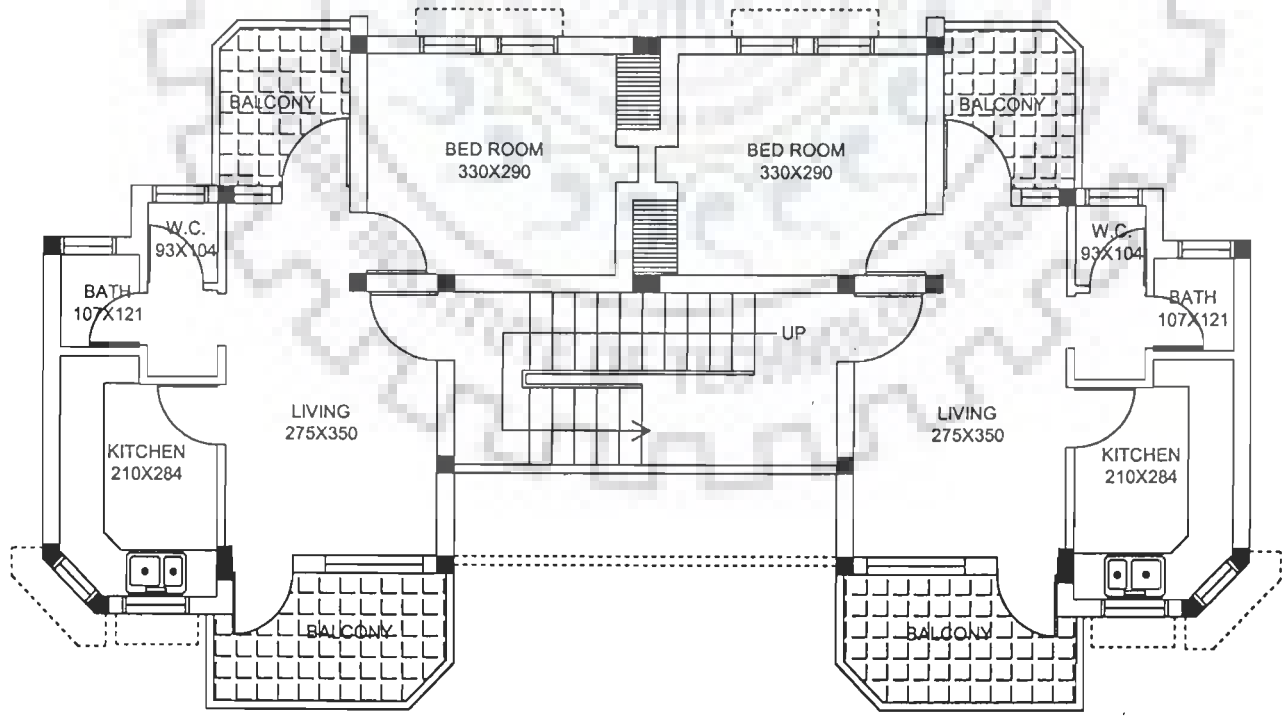 BALCONY
BALCONY
BED ROOM
330X290
BED ROOM
330X290
W.C.
93X104
W.C.
93X104
BATH
107X121
BATH
107X121
UP
LIVING
275X350
LIVING
275X350
KITCHEN
210X284
KITCHEN
210X284
BALCONY
BALCONY